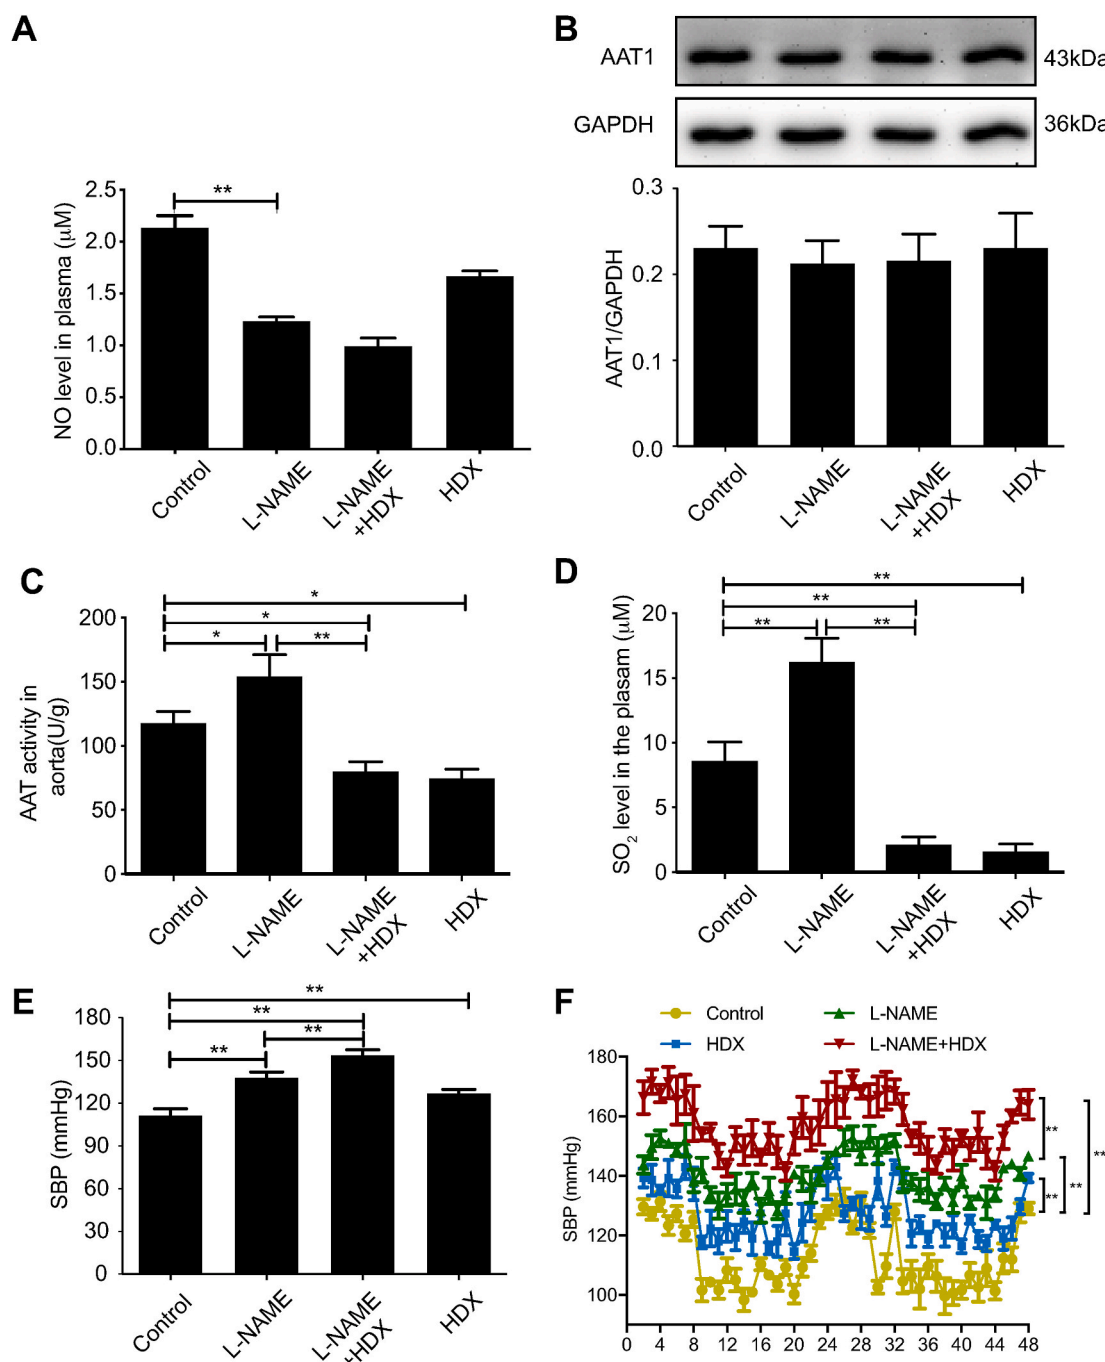 A
B
AAT1
43kDa
GAPDH
36kDa
**
NO level in plasma (μM)
2.5
2.0
1.5
1.0
0.5
0.0
Control
L-NAME
L-NAME
+HDX
HDX
AAT1/GAPDH
0.3
0.2
0.1
0.0
Control
L-NAME
L-NAME
+HDX
HDX
C
*
*
*
**
AAT activity in
aorta(U/g)
200
150
100
50
0
Control
L-NAME
L-NAME
+HDX
HDX
D
**
**
**
**
SO2 level in the plasam (μM)
20
15
10
5
0
Control
L-NAME
L-NAME
+HDX
HDX
E
**
**
**
**
SBP (mmHg)
180
150
120
90
60
30
0
Control
L-NAME
L-NAME
+HDX
HDX
F
Control
L-NAME
HDX
L-NAME+HDX
SBP (mmHg)
180
160
140
120
100
0 4 8 12 16 20 24 28 32 36 40 44 48
**
**
**
**